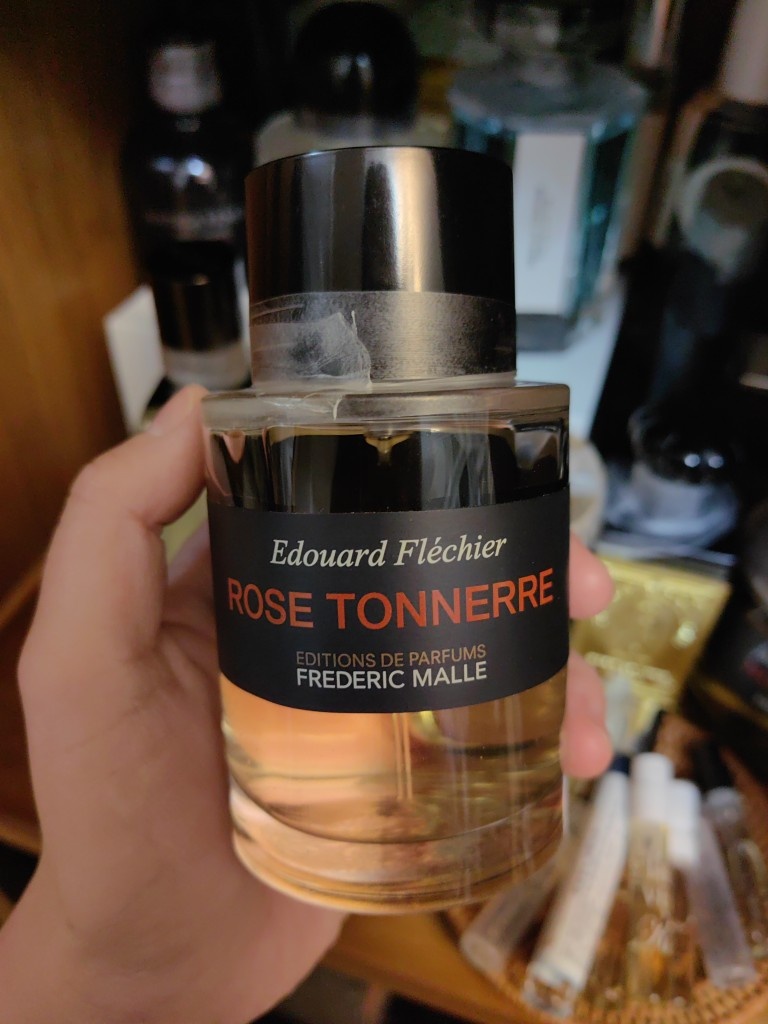 Edouard Fléchier
ROSE TONNERRE
EDITIONS DE PARFUMS
FREDERIC MALLE